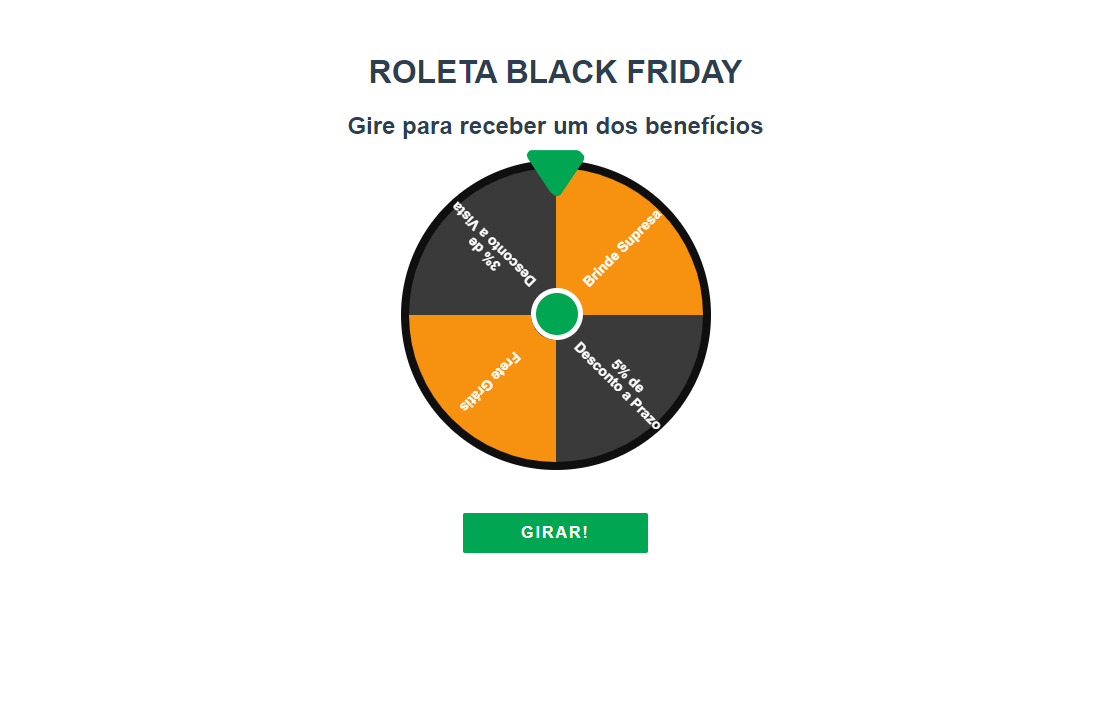 ROLETA BLACK FRIDAY
Gire para receber um dos benefícios
3% de
Desconto a Vista
Brinde Supresa
Frete Grátis
5% de
Desconto a Prazo
GIRAR!